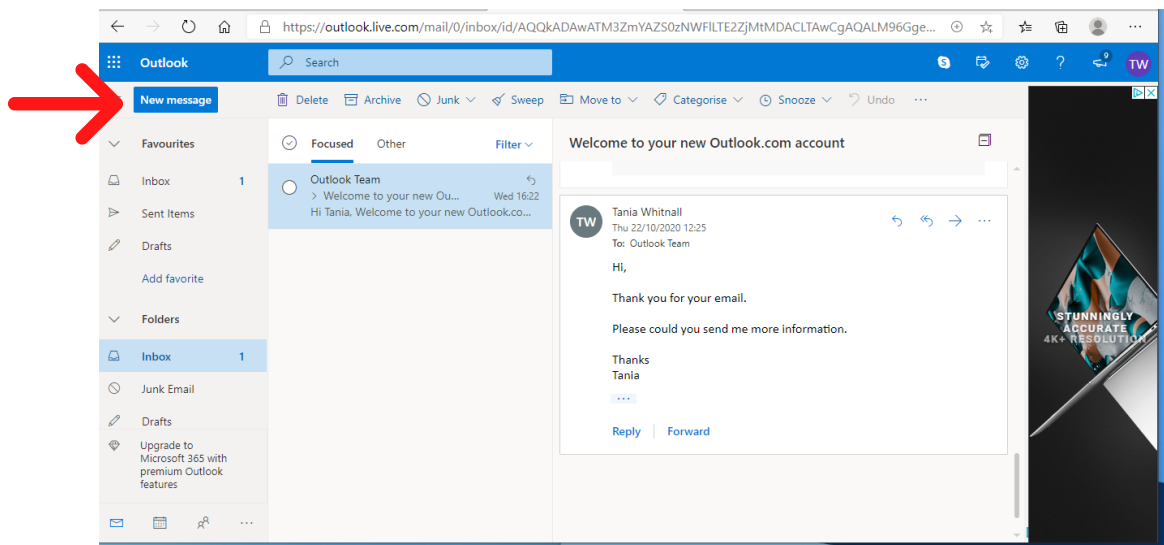 https://outlook.live.com/mail/0/inbox/id/AQQkADAwATM3ZmYAZS0zNWFlLTE2ZjMtMDACLTAwCgAQALM96Gge...
Outlook
Search
9
TW
New message
Delete
Archive
Junk
Sweep
Move to
Categorise
Snooze
Undo
Favourites
Inbox 1
Sent Items
Drafts
Add favorite
Folders
Inbox 1
Junk Email
Drafts
Upgrade to
Microsoft 365 with
premium Outlook
features
Focused Other Filter
Outlook Team
Welcome to your new Ou... Wed 16:22
Hi Tania, Welcome to your new Outlook.co...
Welcome to your new Outlook.com account
TW
Tania Whitnall
Thu 22/10/2020 12:25
To: Outlook Team
Hi,
Thank you for your email.
Please could you send me more information.
Thanks
Tania
Reply Forward
STUNNINGLY
ACCURATE
4K+ RESOLUTION